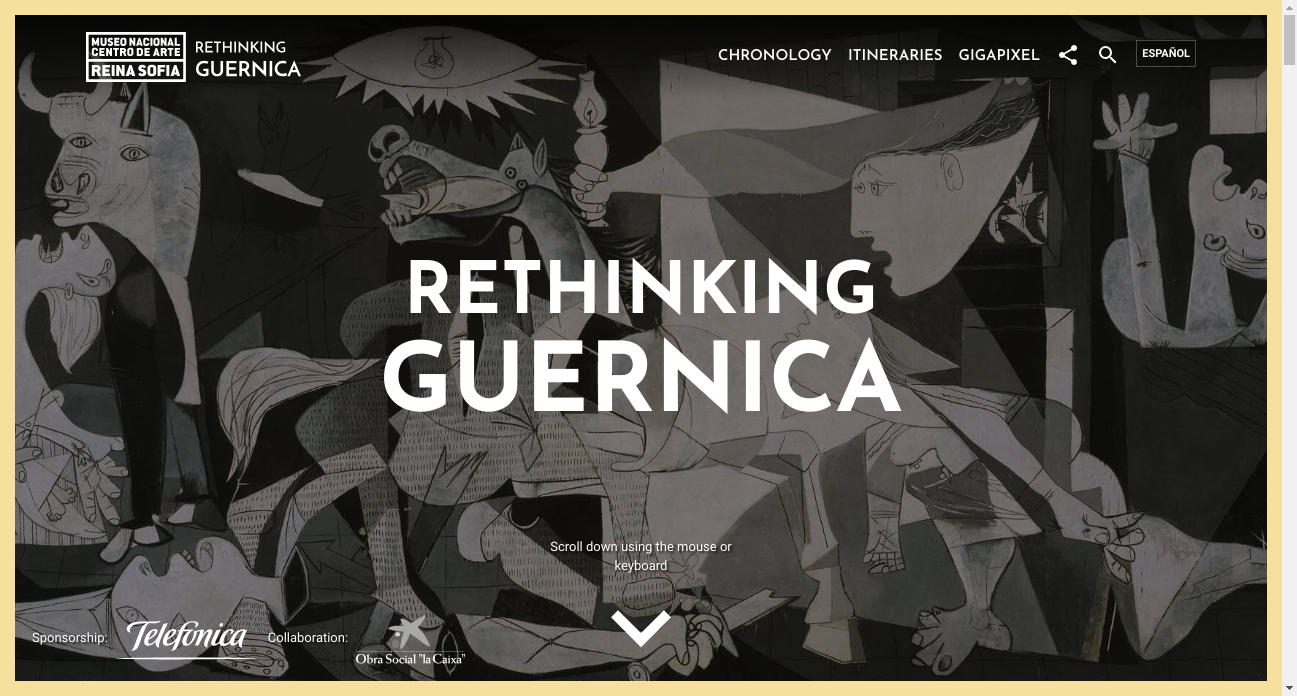 MUSEO NACIONAL
CENTRO DE ARTE
REINA SOFIA
RETHINKING
GUERNICA
CHRONOLOGY
ITINERARIES
GIGAPIXEL
ESPAÑOL
RETHINKING
GUERNICA
Scroll down using the mouse or
keyboard
Sponsorship:
Telefónica
Collaboration:
Obra Social "la Caixa"